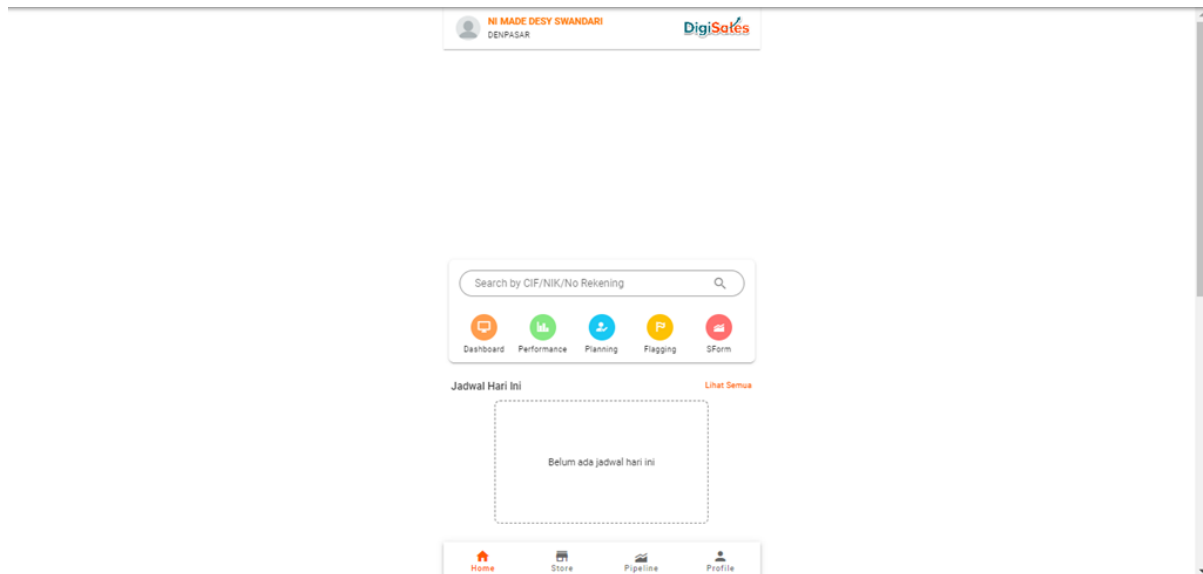 NI MADE DESY SWANDARI
DENPASAR
DigiSales
Search by CIF/NIK/No Rekening
Dashboard Performance Planning Flagging SForm
Jadwal Hari Ini Lihat Semua
Belum ada jadwal hari ini
Home Store Pipeline Profile